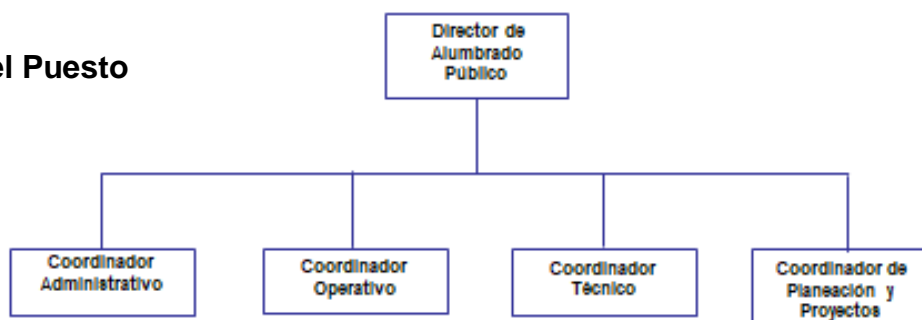 Director de
Alumbrado
Público
el Puesto
Coordinador
Administrativo
Coordinador
Operativo
Coordinador
Técnico
Coordinador de
Planeación y
Proyectos